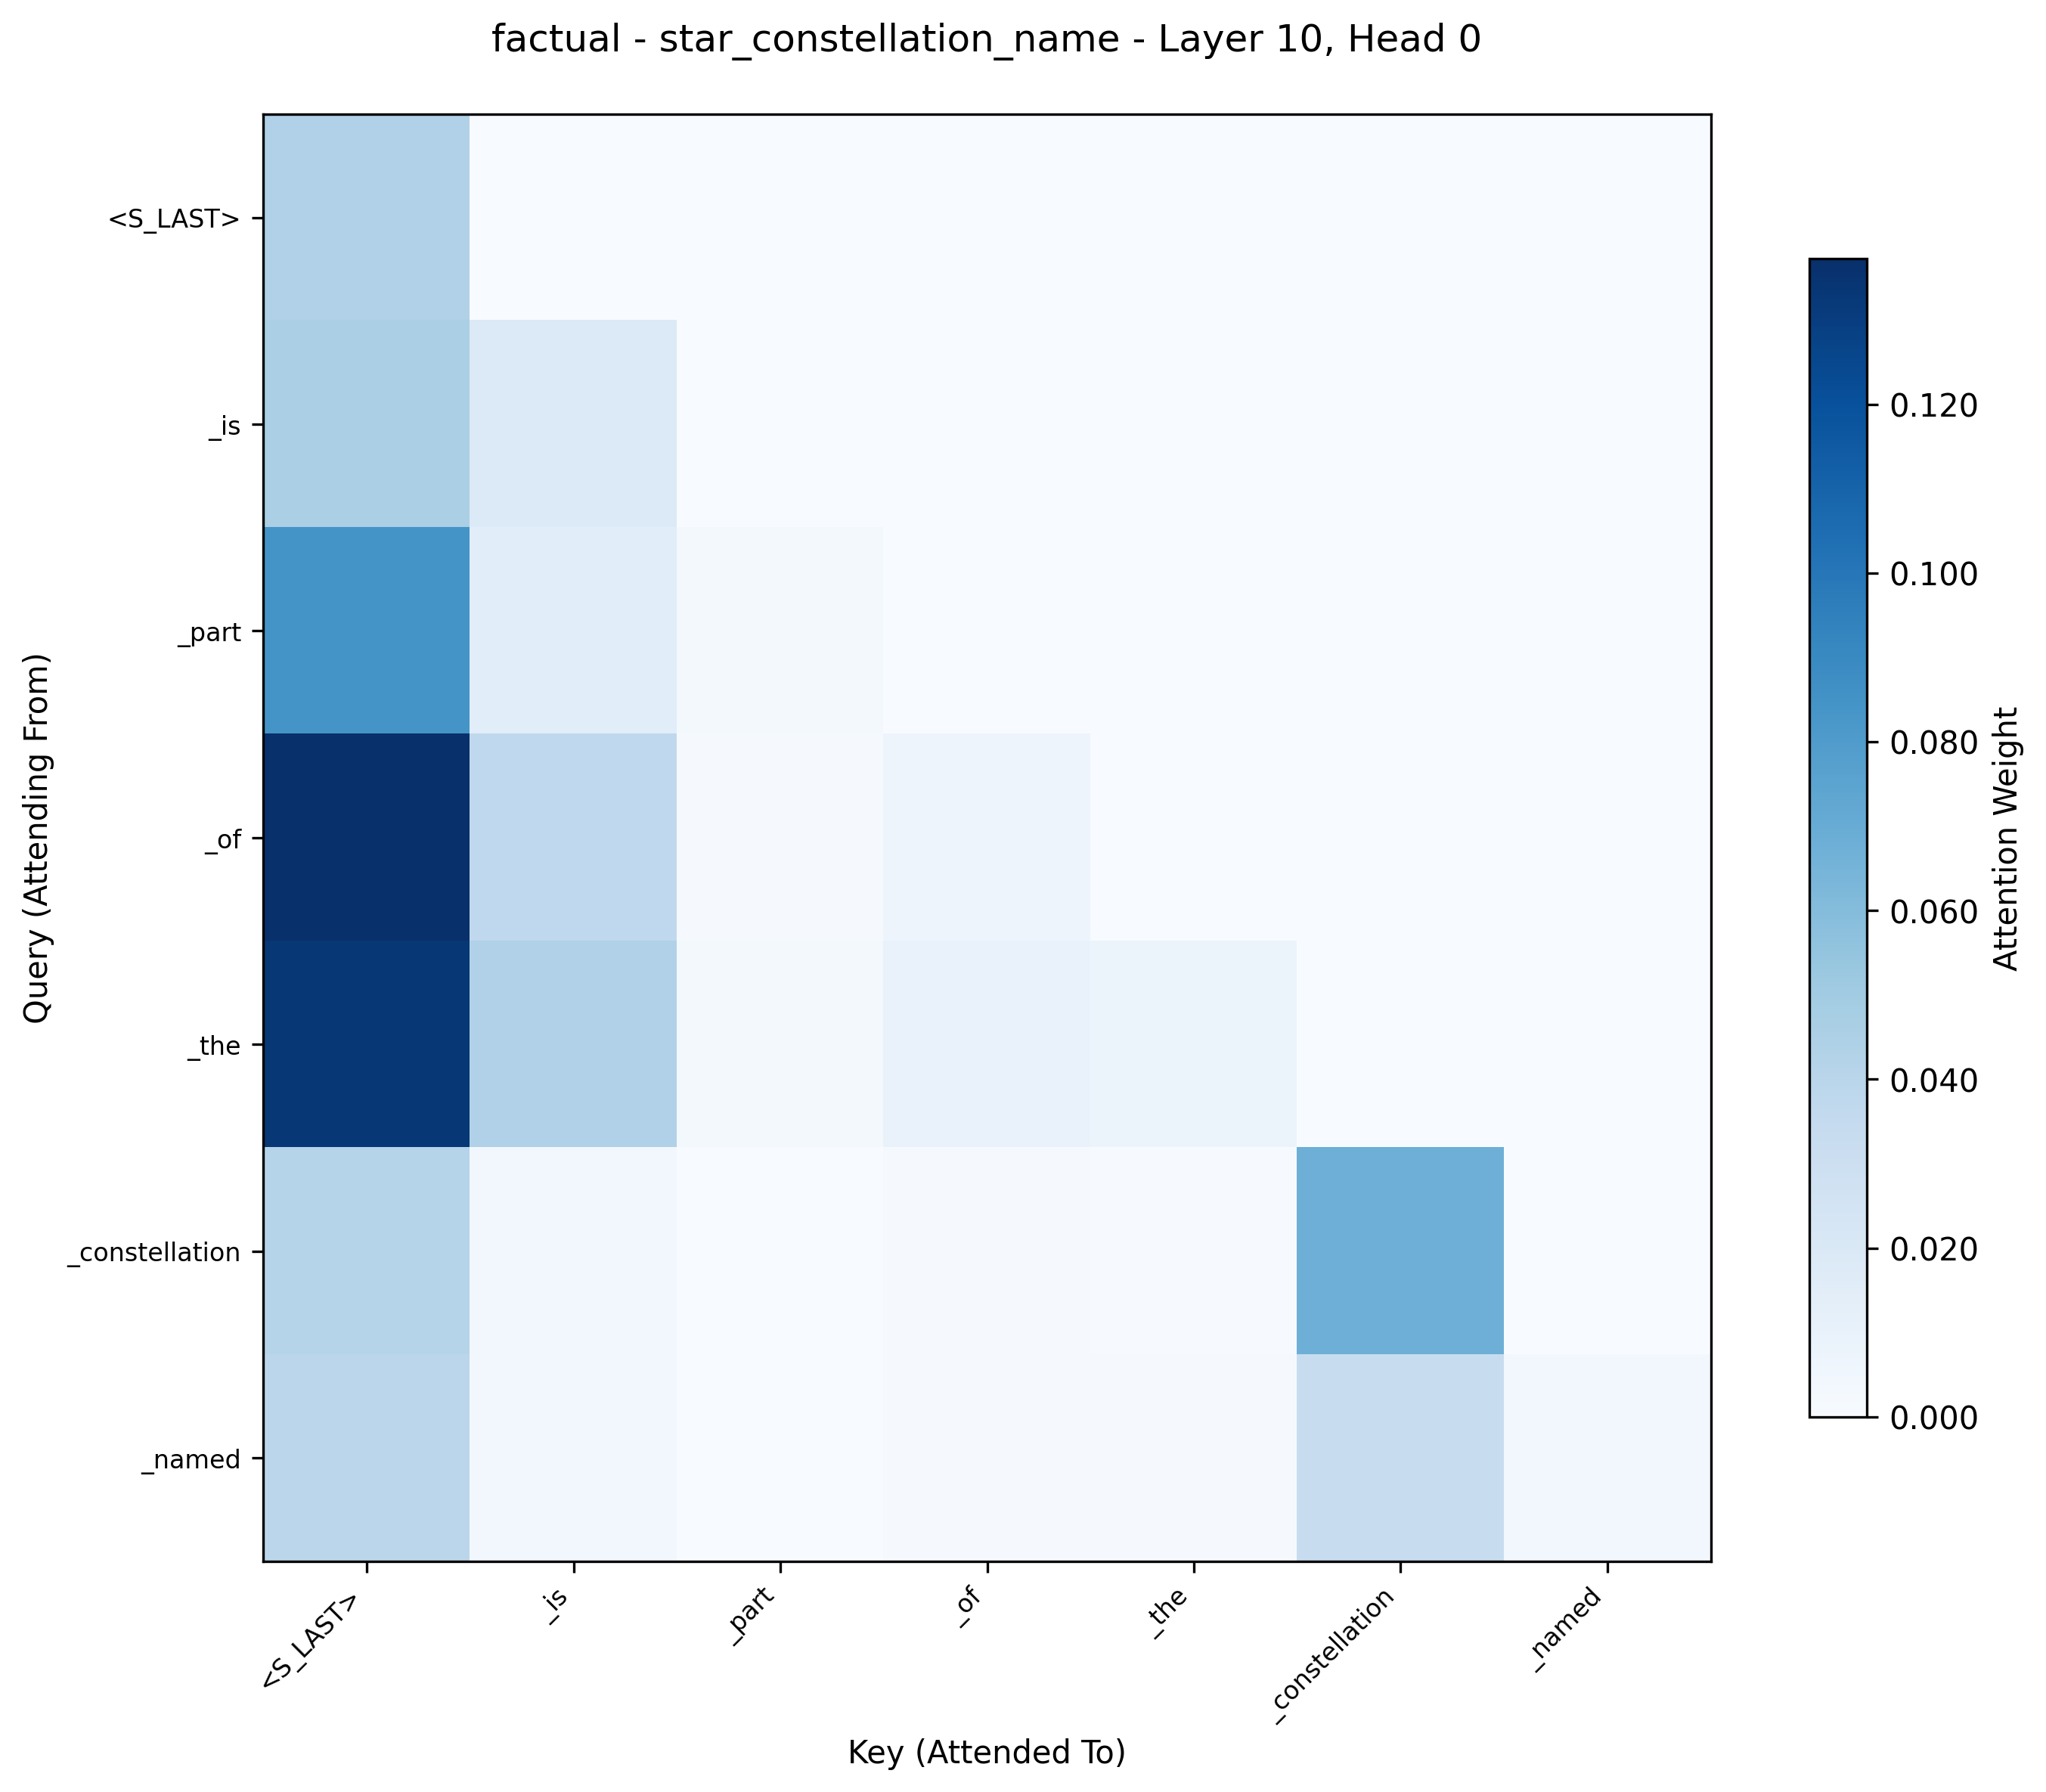 factual - star_constellation_name - Layer 10, Head 0
Query (Attending From)
<S_LAST>
_is
_part
_of
_the
_constellation
_named
<S_LAST>
_is
_part
_of
_the
_constellation
_named
Key (Attended To)
0.120
0.100
0.080
0.060
0.040
0.020
0.000
Attention Weight